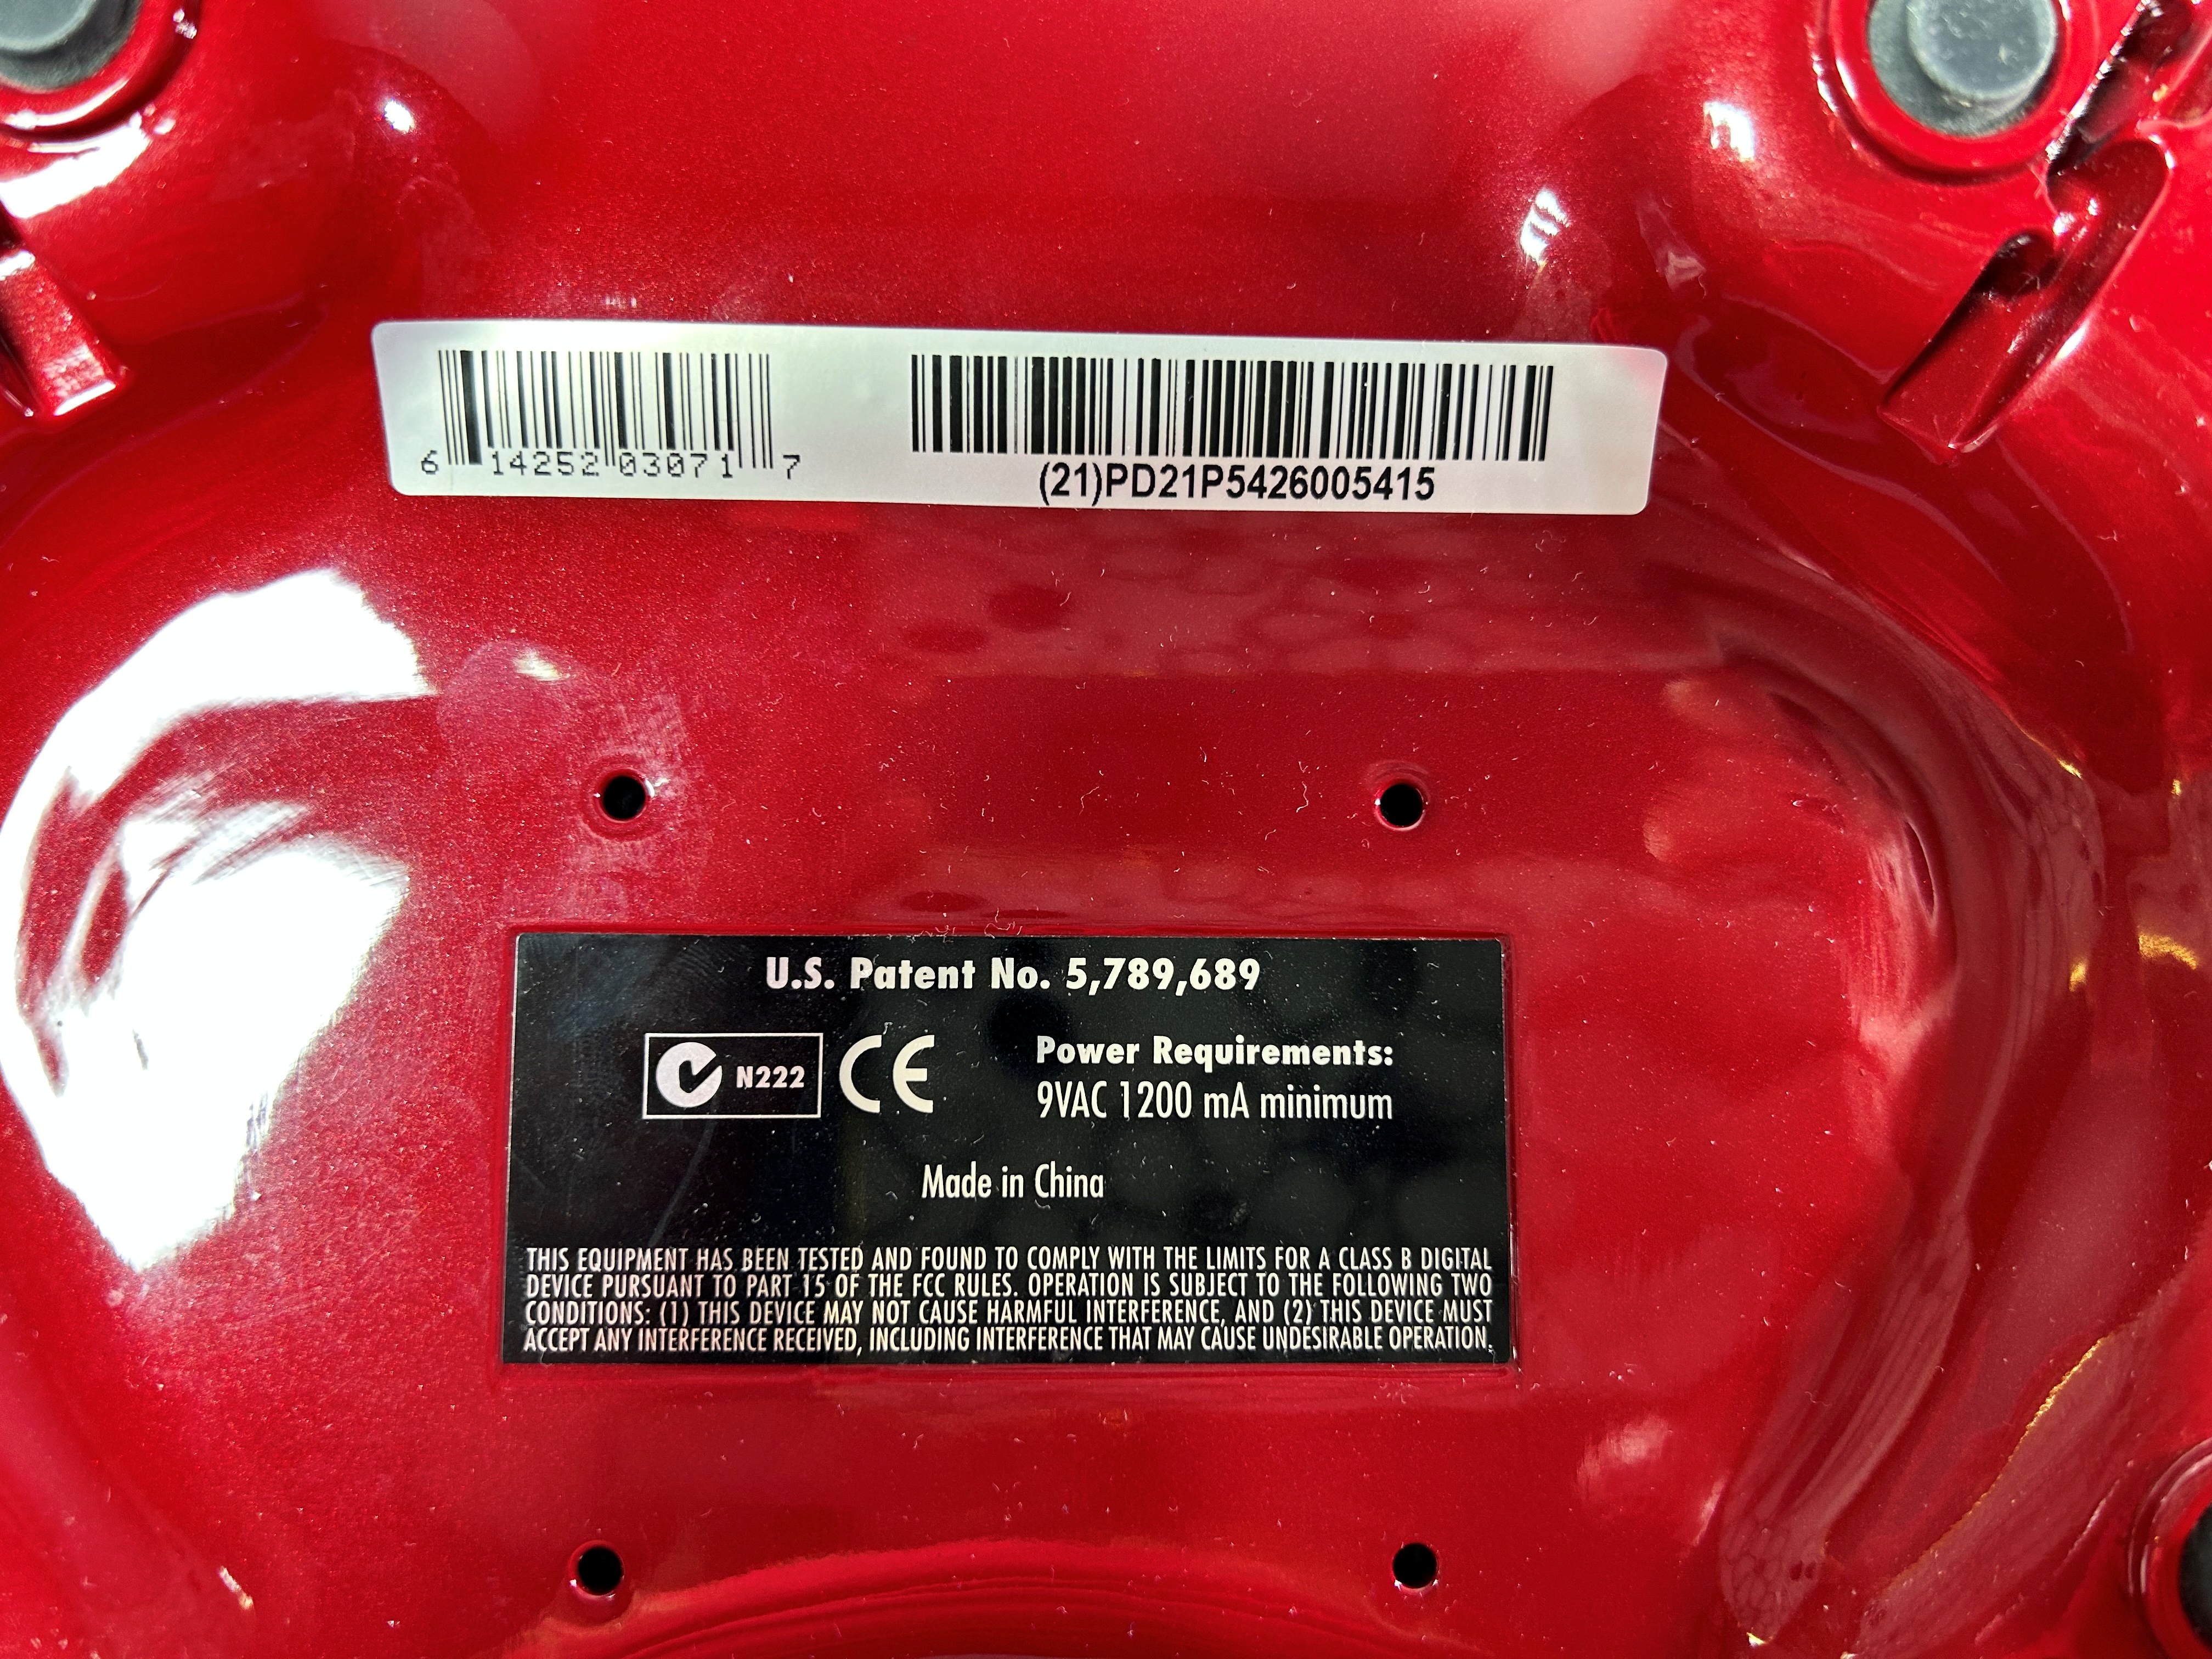 6 14252 03071 7
(21)PD21P5426005415
U.S. Patent No. 5,789,689
N222 CE
Power Requirements:
9VAC 1200 mA minimum
Made in China
THIS EQUIPMENT HAS BEEN TESTED AND FOUND TO COMPLY WITH THE LIMITS FOR A CLASS B DIGITAL
DEVICE PURSUANT TO PART 15 OF THE FCC RULES. OPERATION IS SUBJECT TO THE FOLLOWING TWO
CONDITIONS: (1) THIS DEVICE MAY NOT CAUSE HARMFUL INTERFERENCE, AND (2) THIS DEVICE MUST
ACCEPT ANY INTERFERENCE RECEIVED, INCLUDING INTERFERENCE THAT MAY CAUSE UNDESIRABLE OPERATION.